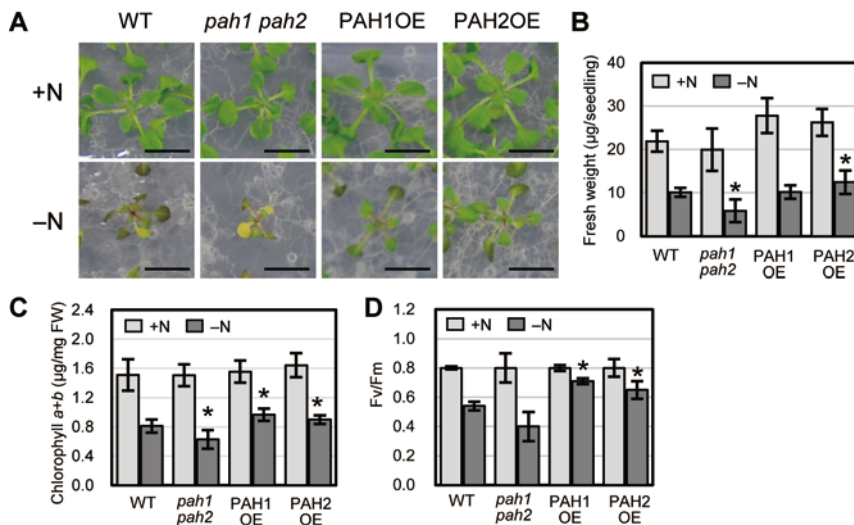 A
WT
pah1 pah2
PAH1OE
PAH2OE
+N
–N
B
Fresh weight (µg/seedling)
40
30
20
10
0
+N
–N
*
*
WT
pah1
pah2
PAH1
OE
PAH2
OE
C
Chlorophyll a+b (µg/mg FW)
2.4
2.0
1.6
1.2
0.8
0.4
0.0
+N
–N
*
*
*
WT
pah1
pah2
PAH1
OE
PAH2
OE
D
Fv/Fm
1.2
1.0
0.8
0.6
0.4
0.2
0.0
+N
–N
*
*
WT
pah1
pah2
PAH1
OE
PAH2
OE